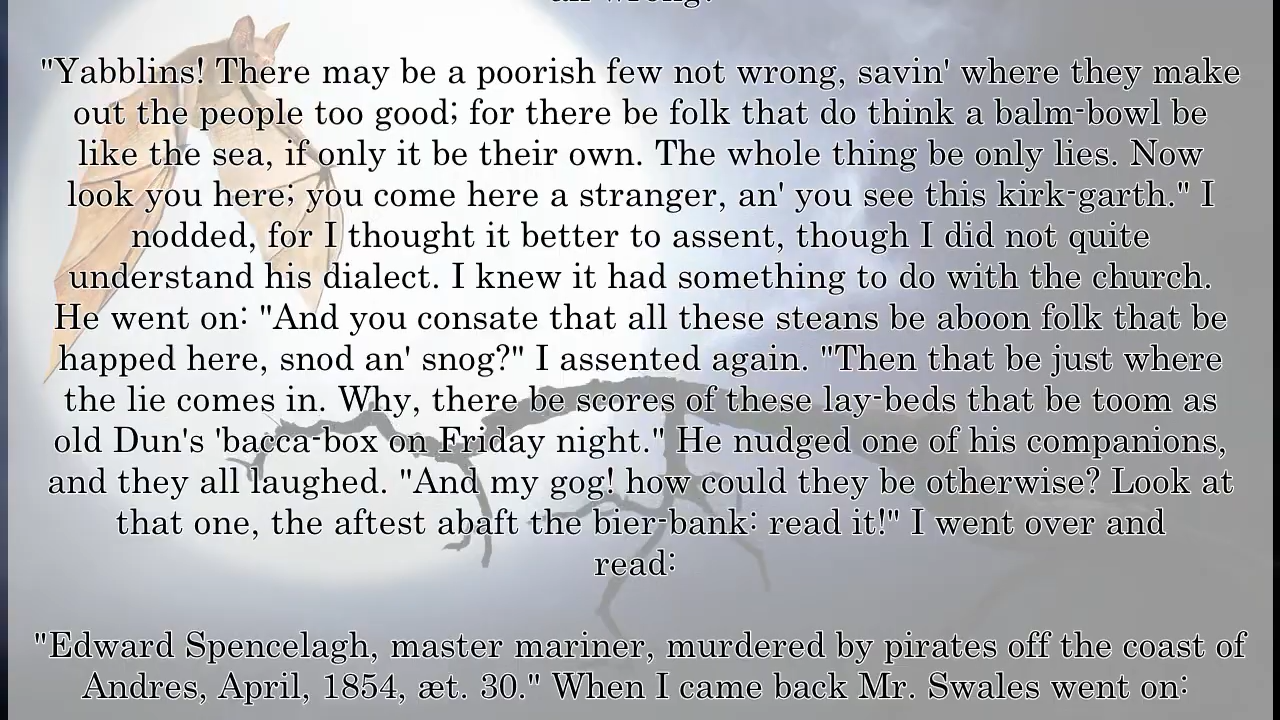 all wrong?"
"Yabblins! There may be a poorish few not wrong, savin' where they make
out the people too good; for there be folk that do think a balm-bowl be
like the sea, if only it be their own. The whole thing be only lies. Now
look you here; you come here a stranger, an' you see this kirk-garth." I
nodded, for I thought it better to assent, though I did not quite
understand his dialect. I knew it had something to do with the church.
He went on: "And you consate that all these steans be aboon folk that be
happed here, snod an' snog?" I assented again. "Then that be just where
the lie comes in. Why, there be scores of these lay-beds that be toom as
old Dun's 'bacca-box on Friday night." He nudged one of his companions,
and they all laughed. "And my gog! how could they be otherwise? Look at
that one, the aftest abaft the bier-bank: read it!" I went over and
read:
"Edward Spencelagh, master mariner, murdered by pirates off the coast of
Andres, April, 1854, æt. 30." When I came back Mr. Swales went on: